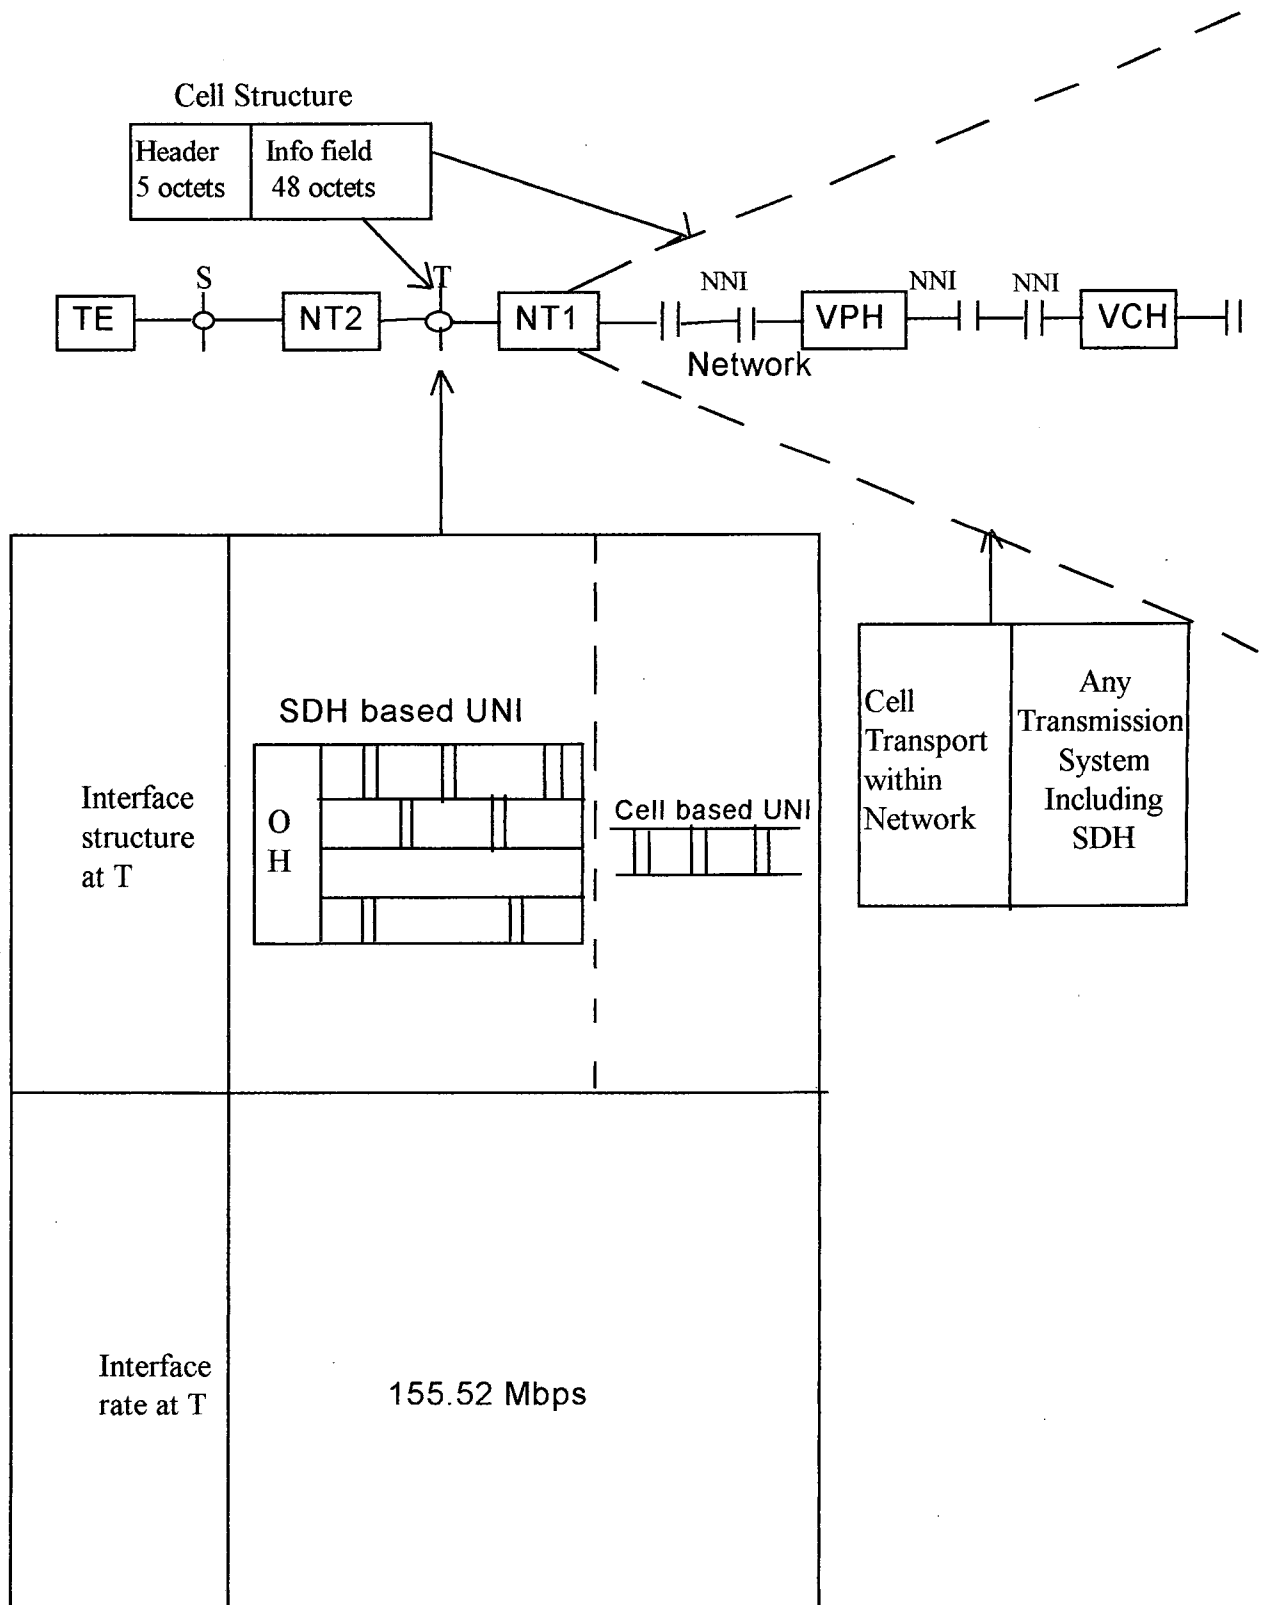 Cell Structure
Header
5 octets
Info field
48 octets
S
T
NNI
NNI
NNI
TE
NT2
NT1
VPH
VCH
Network
SDH based UNI
O
H
Cell based UNI
Interface
structure
at T
Cell
Transport
within
Network
Any
Transmission
System
Including
SDH
Interface
rate at T
155.52 Mbps